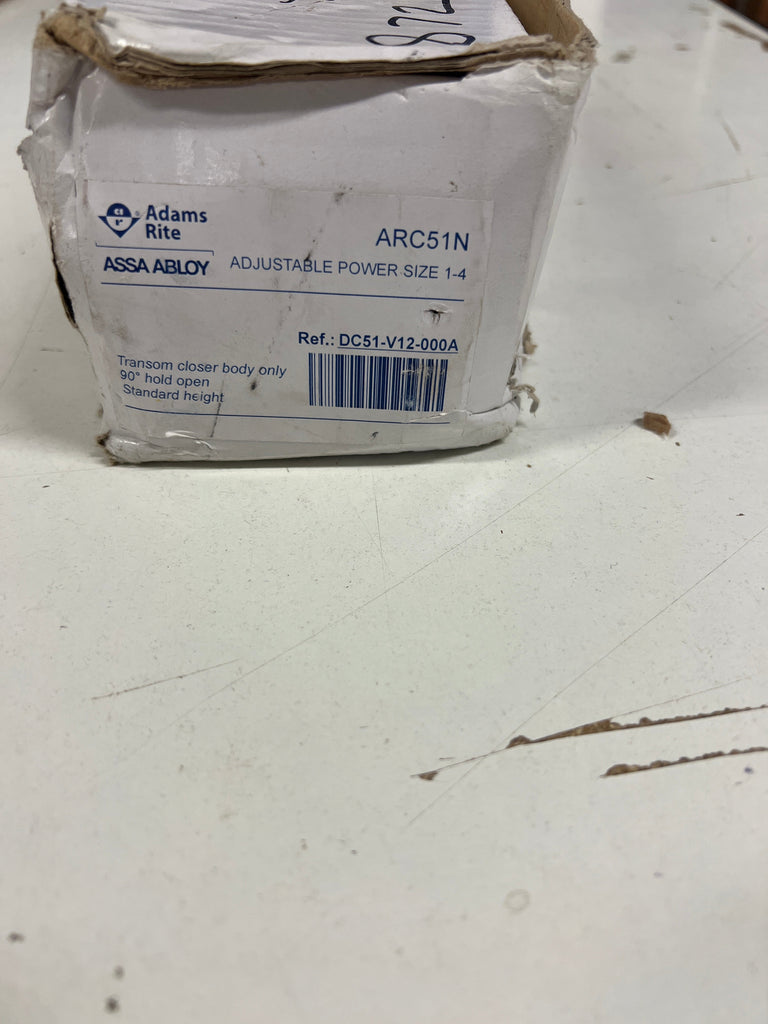 872
Adams
Rite
ARC51N
ASSA ABLOY
ADJUSTABLE POWER SIZE 1-4
Ref.: DC51-V12-000A
Transom closer body only
90° hold open
Standard height